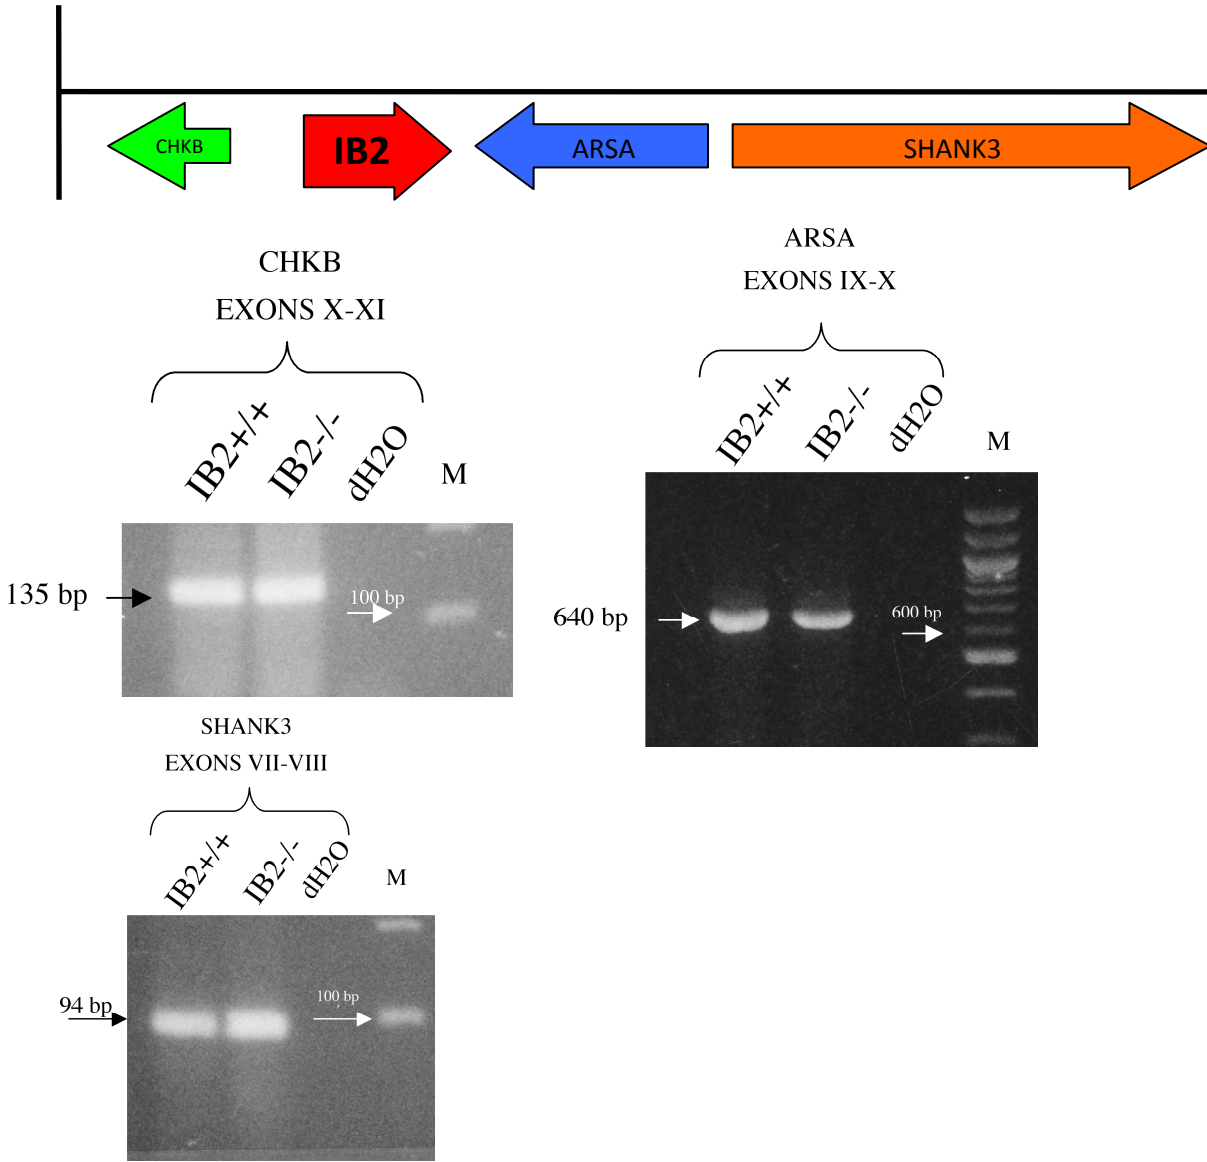 CHKB
IB2
ARSA
SHANK3
CHKB
EXONS X-XI
IB2+/+
IB2-/-
dH2O
M
135 bp
100 bp
ARSA
EXONS IX-X
IB2+/+
IB2-/-
dH2O
M
640 bp
600 bp
SHANK3
EXONS VII-VIII
IB2+/+
IB2-/-
dH2O
M
94 bp
100 bp